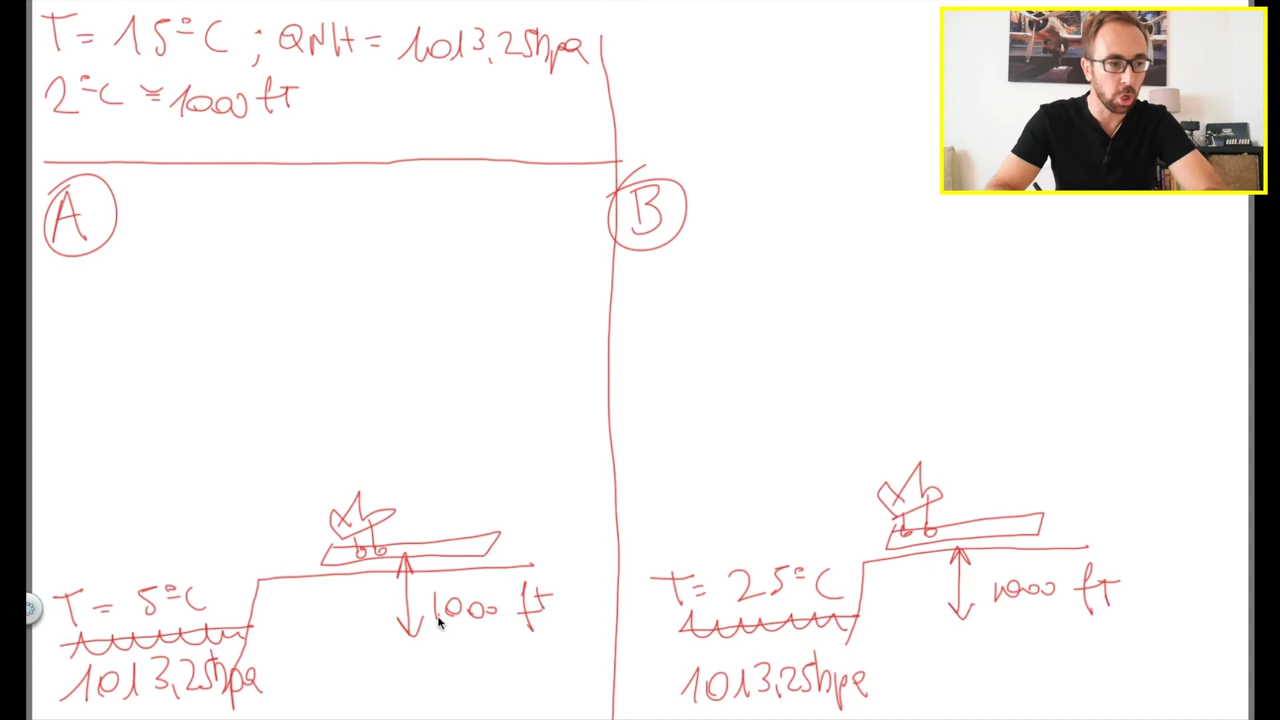 T = 15°C ; QNH = 1013,25hpa
2°C ≈ 1000 ft
A
B
T = 5°C
1000 ft
1013,25hpa
T = 25°C
1000 ft
1013,25hpa